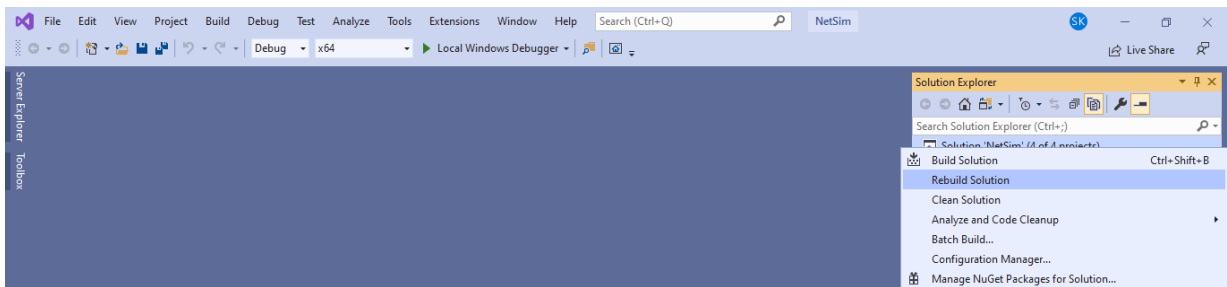 File Edit View Project Build Debug Test Analyze Tools Extensions Window Help Search (Ctrl+Q) NetSim SK
Debug x64 Local Windows Debugger Live Share
Server Explorer
Toolbox
Solution Explorer
Search Solution Explorer (Ctrl+;)
Solution 'NetSim' (4 of 4 projects)
Build Solution Ctrl+Shift+B
Rebuild Solution
Clean Solution
Analyze and Code Cleanup
Batch Build...
Configuration Manager...
Manage NuGet Packages for Solution...